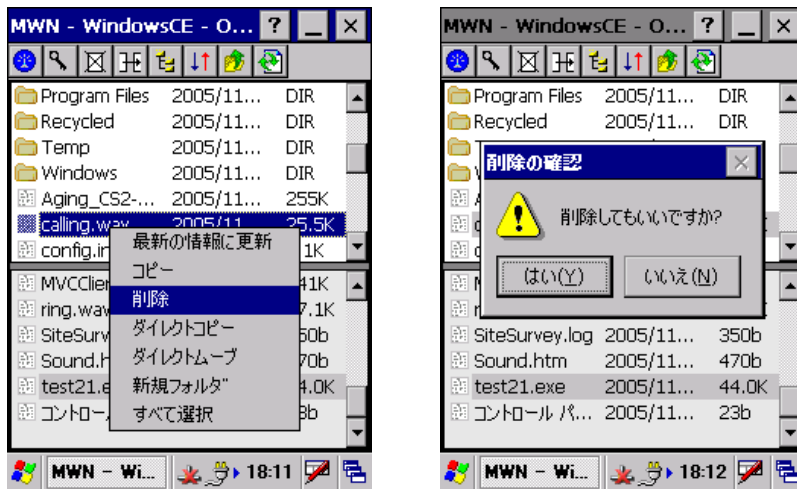 MWN - WindowsCE - O... ?
Program Files 2005/11... DIR
Recycled 2005/11... DIR
Temp 2005/11... DIR
Windows 2005/11... DIR
Aging_CS2-... 2005/11... 255K
calling.wav 2005/11... 25.5K
config.in 1K
最新の情報に更新
コピー
削除
ダイレクトコピー
ダイレクトムーブ
新規フォルダ
すべて選択
MVCClie 41K
ring.wav 7.1K
SiteSurv 50b
Sound.h 70b
test21.e 4.0K
コントロー 3b
MWN - Wi... 18:11
MWN - WindowsCE - O... ?
Program Files 2005/11... DIR
Recycled 2005/11... DIR
削除の確認
削除してもいいですか?
はい(Y) いいえ(N)
SiteSurvey.log 2005/11... 350b
Sound.htm 2005/11... 470b
test21.exe 2005/11... 44.0K
コントロール パ... 2005/11... 23b
MWN - Wi... 18:12